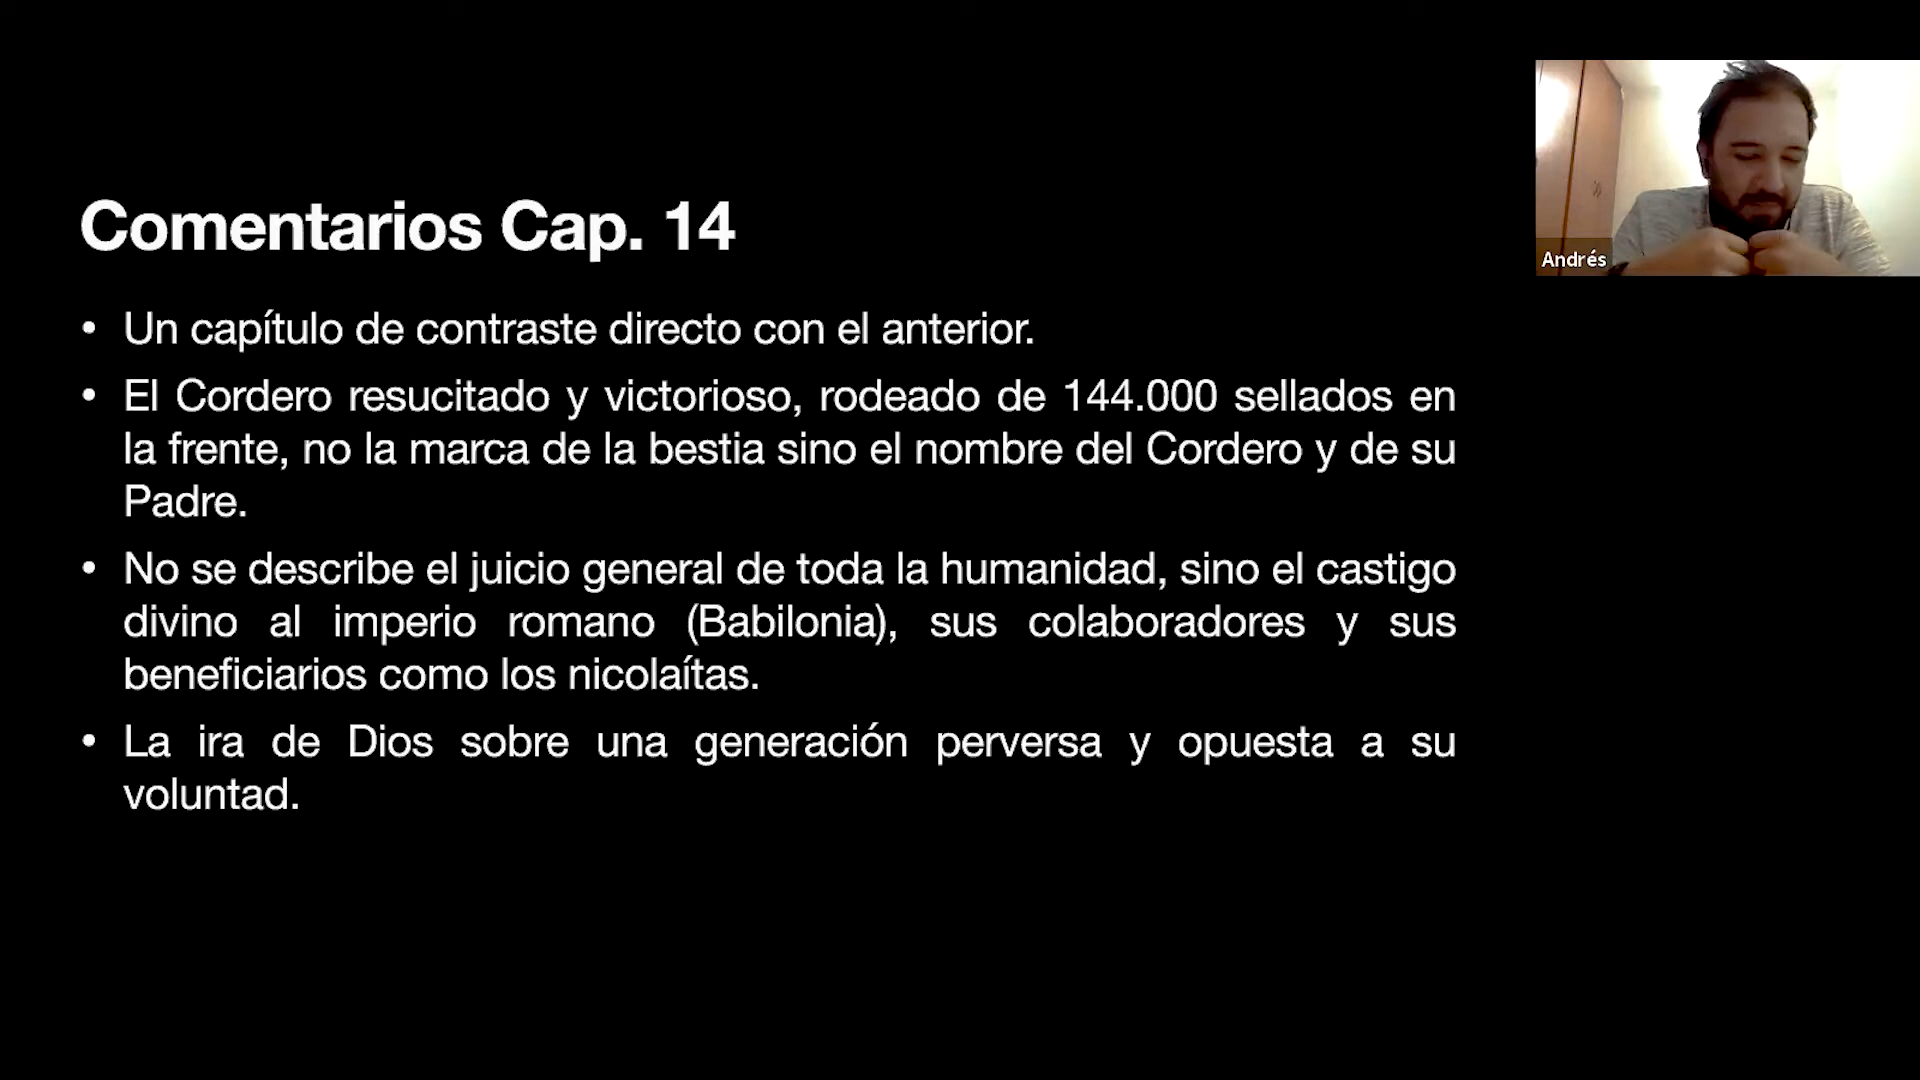 Comentarios Cap. 14
• Un capítulo de contraste directo con el anterior.
• El Cordero resucitado y victorioso, rodeado de 144.000 sellados en
la frente, no la marca de la bestia sino el nombre del Cordero y de su
Padre.
• No se describe el juicio general de toda la humanidad, sino el castigo
divino al imperio romano (Babilonia), sus colaboradores y sus
beneficiarios como los nicolaítas.
• La ira de Dios sobre una generación perversa y opuesta a su
voluntad.
Andrés